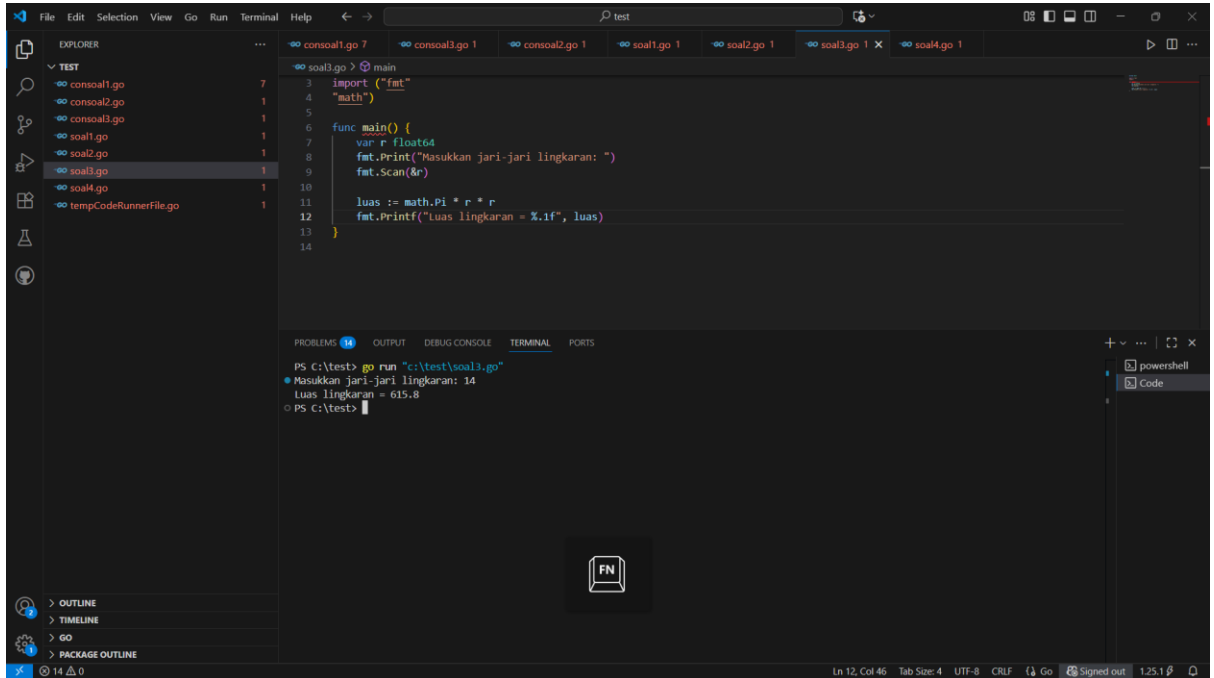 File Edit Selection View Go Run Terminal Help
test
EXPLORER
consoal1.go 7
consoal3.go 1
consoal2.go 1
soal1.go 1
soal2.go 1
soal3.go 1
soal4.go 1
TEST
consoal1.go 7
consoal2.go 1
consoal3.go 1
soal1.go 1
soal2.go 1
soal3.go 1
soal4.go 1
tempCodeRunnerFile.go 1
soal3.go > main
3 import ("fmt"
4 "math")
5
6 func main() {
7 var r float64
8 fmt.Print("Masukkan jari-jari lingkaran: ")
9 fmt.Scan(&r)
10
11 luas := math.Pi * r * r
12 fmt.Printf("Luas lingkaran = %.1f", luas)
13 }
14
PROBLEMS 14 OUTPUT DEBUG CONSOLE TERMINAL PORTS
PS C:\test> go run "c:\test\soal3.go"
Masukkan jari-jari lingkaran: 14
Luas lingkaran = 615.8
PS C:\test>
powershell
Code
FN
OUTLINE
TIMELINE
GO
PACKAGE OUTLINE
2
1
14 0
Ln 12, Col 46 Tab Size: 4 UTF-8 CRLF Go Signed out 1.25.1